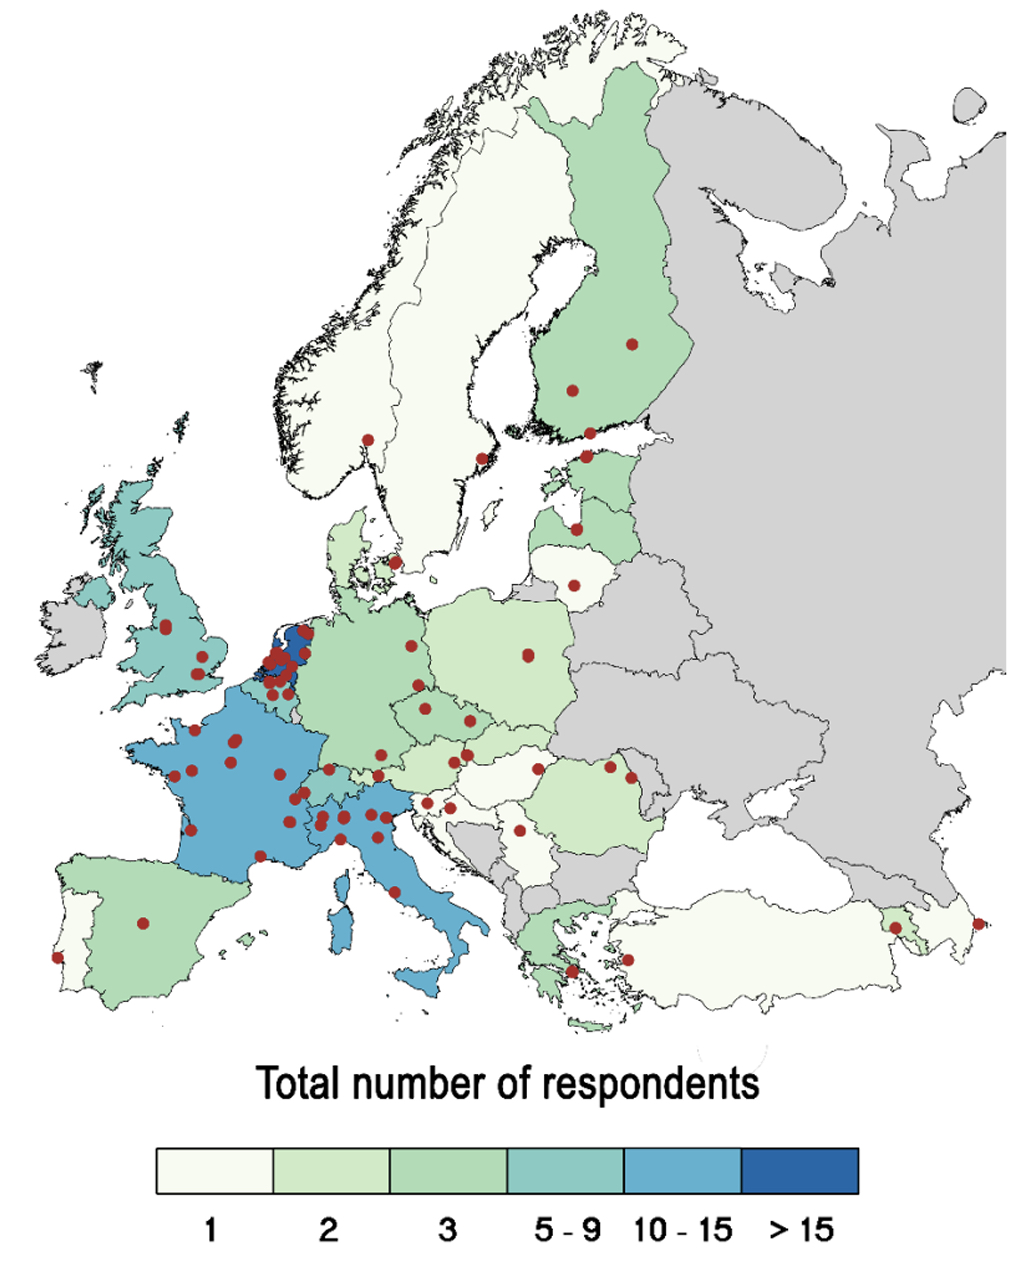 Total number of respondents
1 2 3 5 - 9 10 - 15 > 15